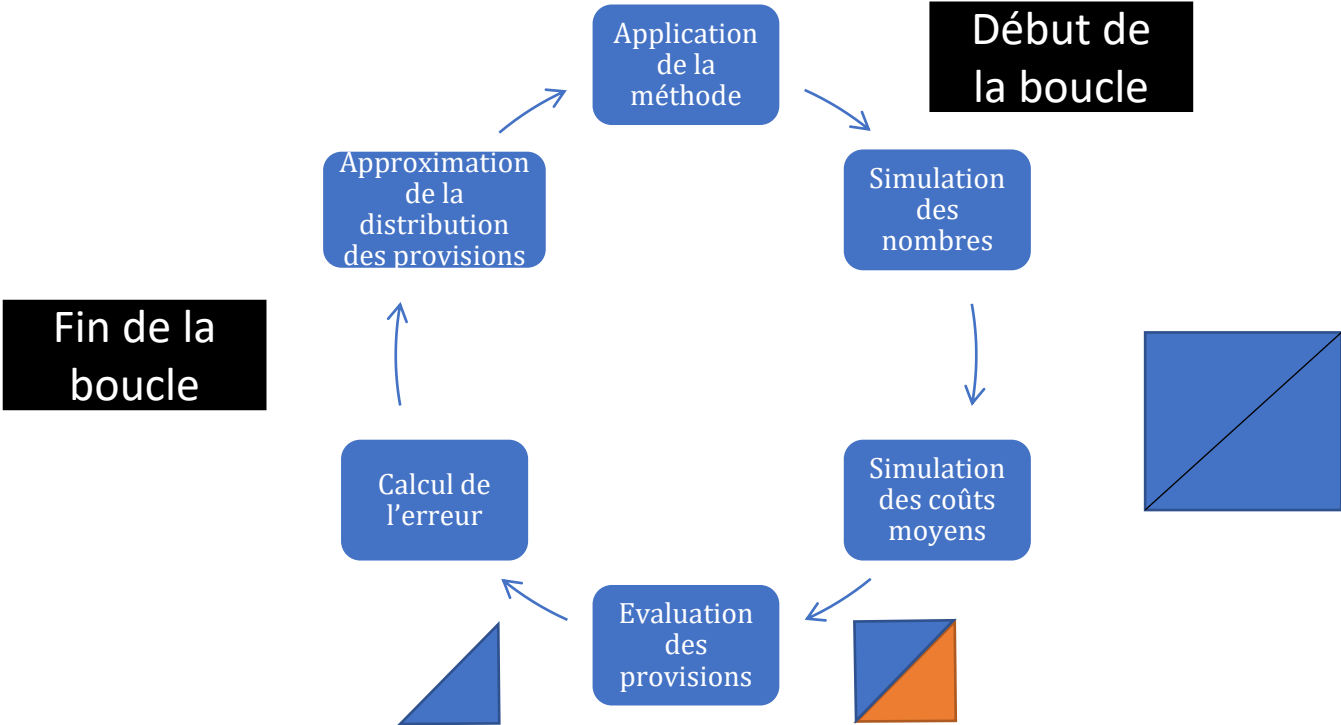 Application
de la
méthode
Début de
la boucle
Simulation
des
nombres
Simulation
des coûts
moyens
Evaluation
des
provisions
Calcul de
l’erreur
Fin de la
boucle
Approximation
de la
distribution
des provisions